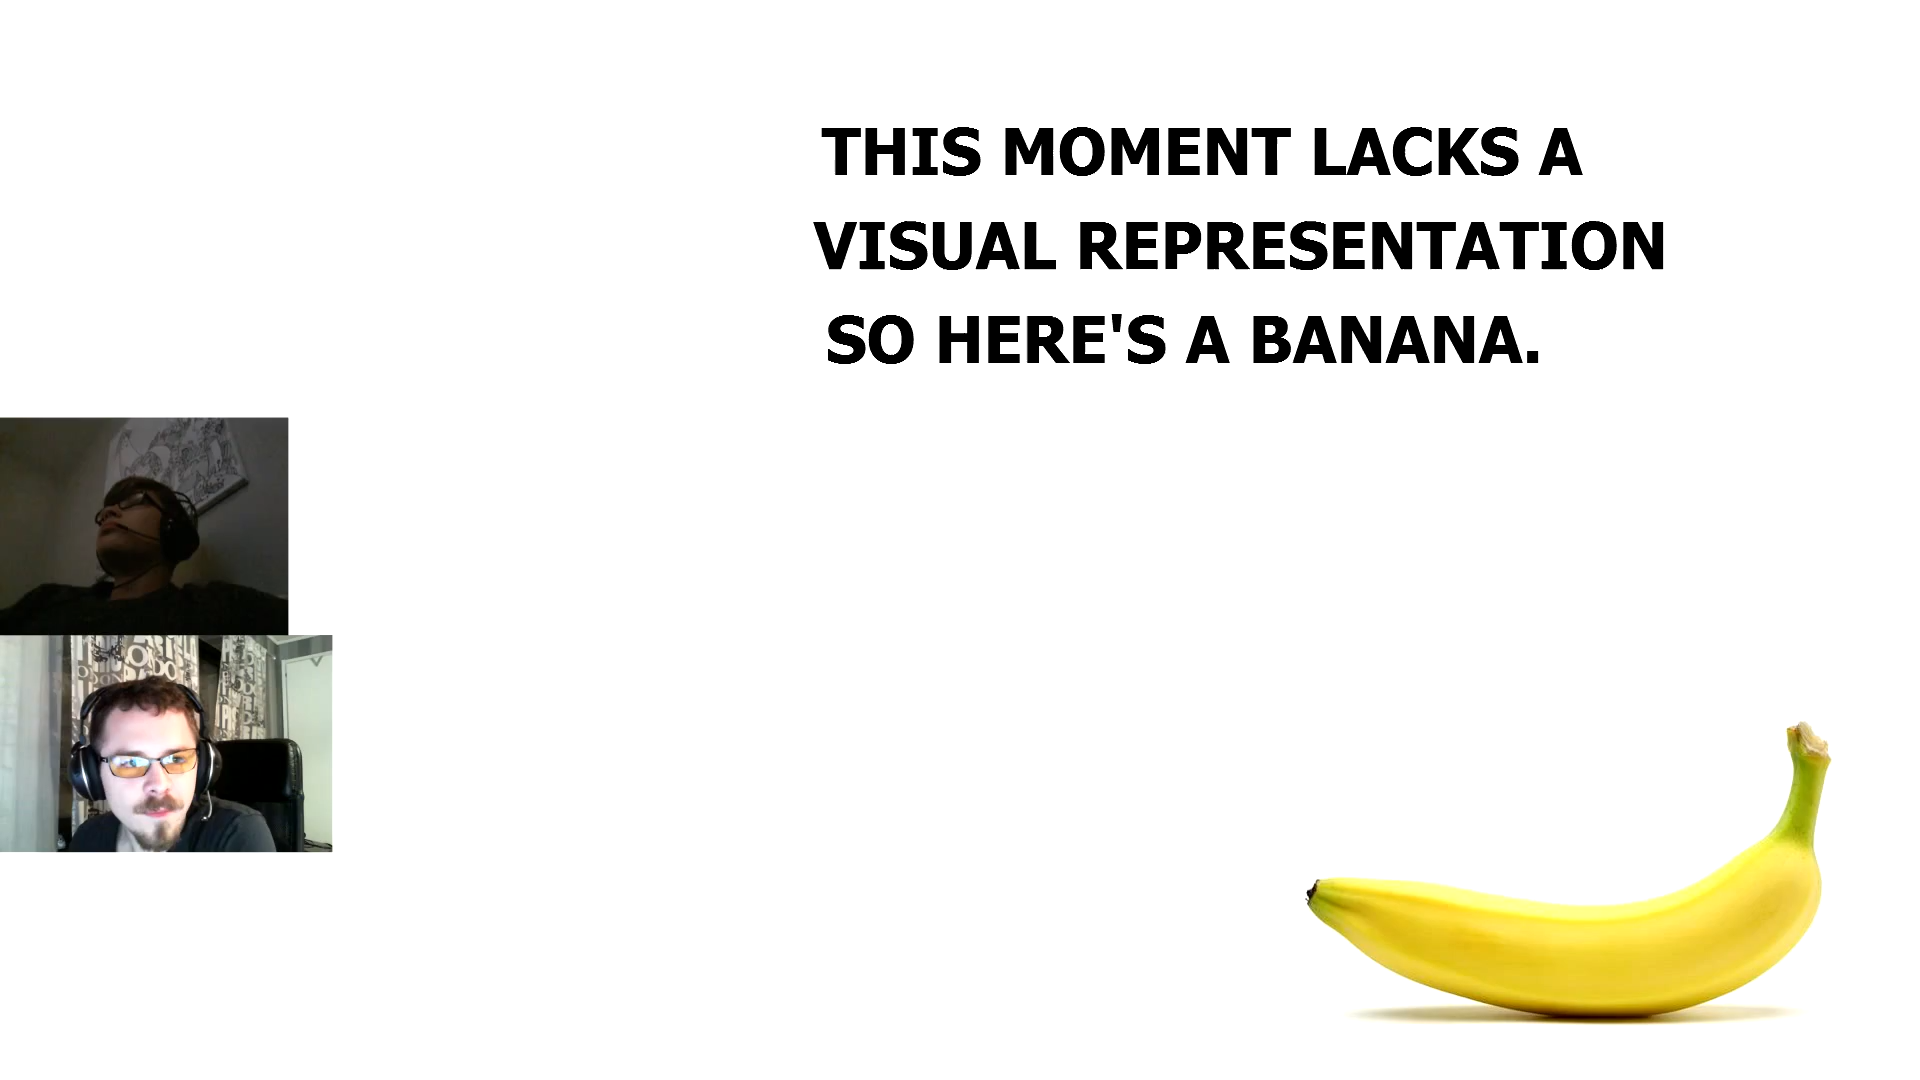 THIS MOMENT LACKS A
VISUAL REPRESENTATION
SO HERE'S A BANANA.